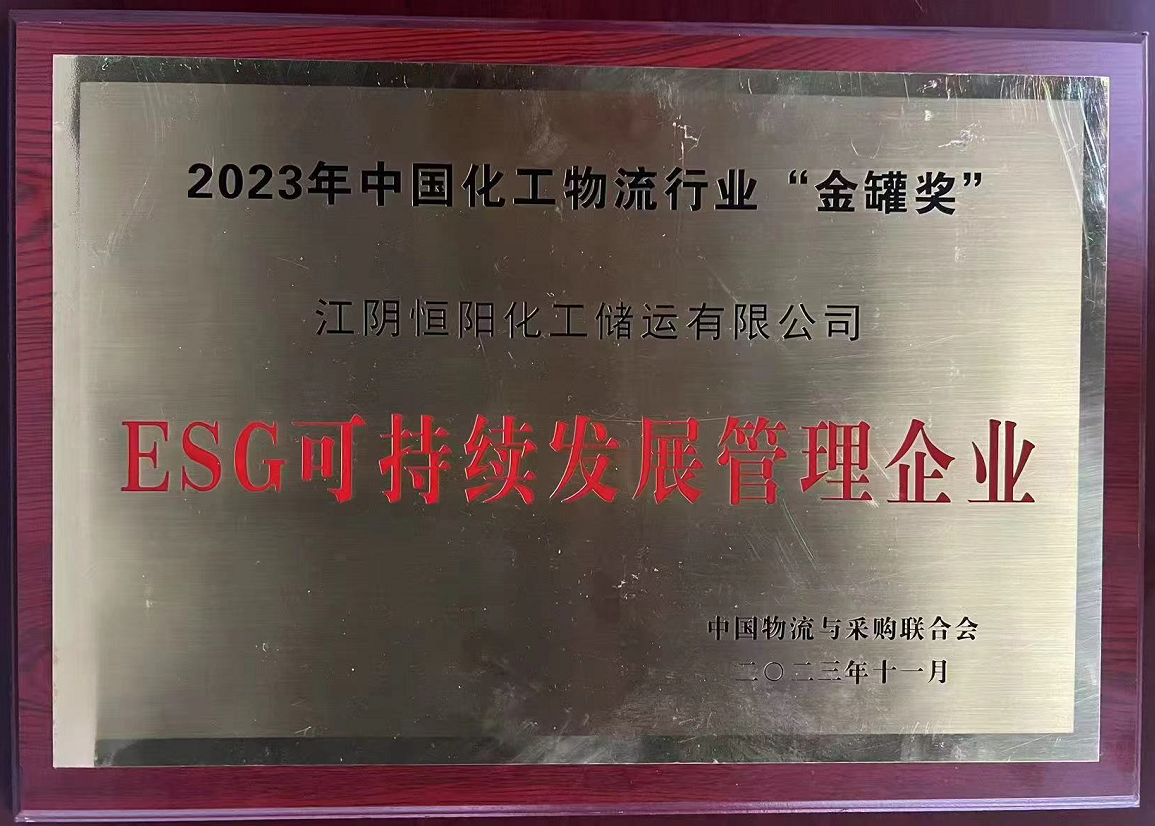 2023年中国化工物流行业“金罐奖”
江阴恒阳化工储运有限公司
ESG可持续发展管理企业
中国物流与采购联合会
二〇二三年十一月